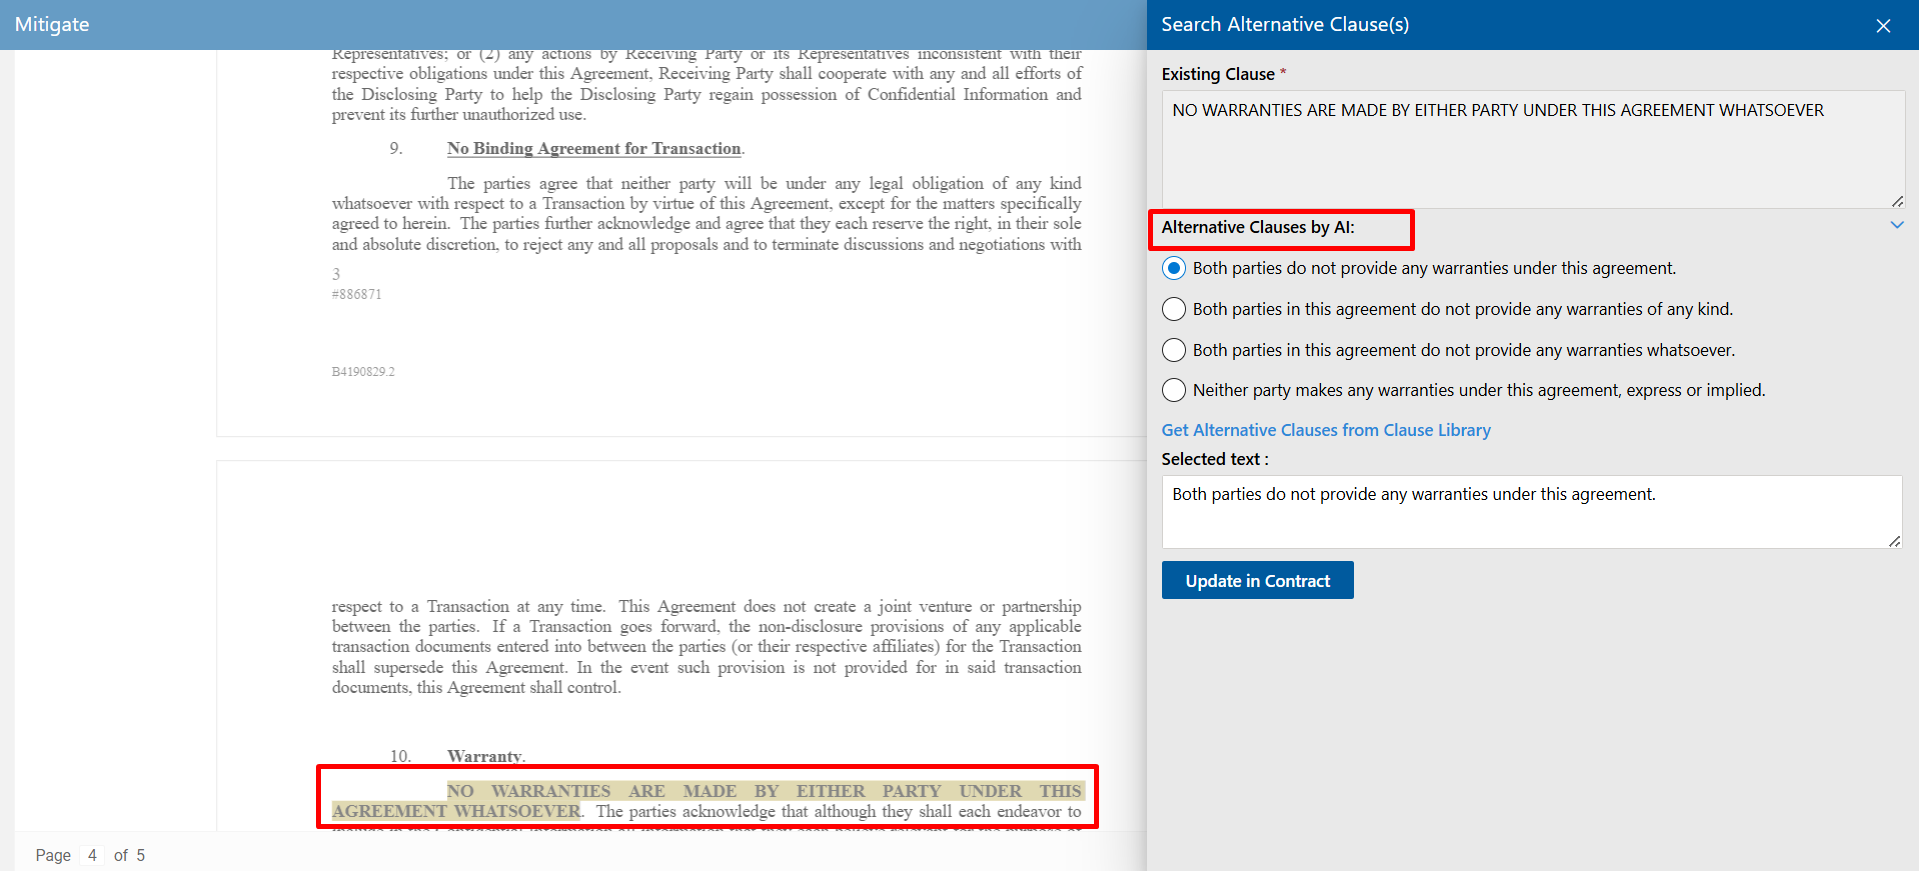 Mitigate
Representatives; or (2) any actions by Receiving Party or its Representatives inconsistent with their
respective obligations under this Agreement, Receiving Party shall cooperate with any and all efforts of
the Disclosing Party to help the Disclosing Party regain possession of Confidential Information and
prevent its further unauthorized use.
9. No Binding Agreement for Transaction.
The parties agree that neither party will be under any legal obligation of any kind
whatsoever with respect to a Transaction by virtue of this Agreement, except for the matters specifically
agreed to herein. The parties further acknowledge and agree that they each reserve the right, in their sole
and absolute discretion, to reject any and all proposals and to terminate discussions and negotiations with
3
#886871
B4190829.2
respect to a Transaction at any time. This Agreement does not create a joint venture or partnership
between the parties. If a Transaction goes forward, the non-disclosure provisions of any applicable
transaction documents entered into between the parties (or their respective affiliates) for the Transaction
shall supersede this Agreement. In the event such provision is not provided for in said transaction
documents, this Agreement shall control.
10. Warranty.
NO WARRANTIES ARE MADE BY EITHER PARTY UNDER THIS
AGREEMENT WHATSOEVER. The parties acknowledge that although they shall each endeavor to
Page 4 of 5
Search Alternative Clause(s)
Existing Clause *
NO WARRANTIES ARE MADE BY EITHER PARTY UNDER THIS AGREEMENT WHATSOEVER
Alternative Clauses by AI:
Both parties do not provide any warranties under this agreement.
Both parties in this agreement do not provide any warranties of any kind.
Both parties in this agreement do not provide any warranties whatsoever.
Neither party makes any warranties under this agreement, express or implied.
Get Alternative Clauses from Clause Library
Selected text :
Both parties do not provide any warranties under this agreement.
Update in Contract